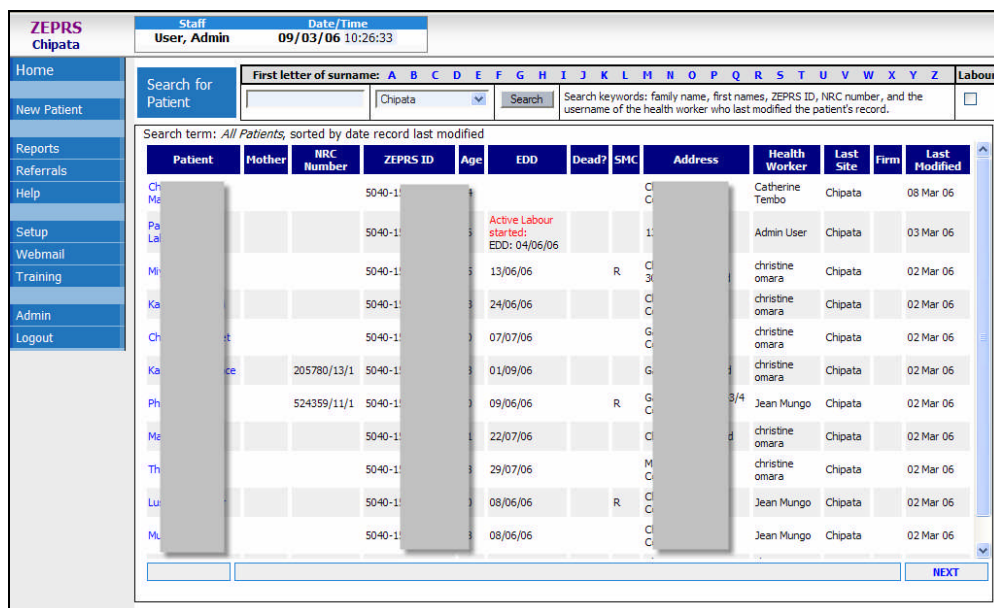 ZEPRS
Chipata
Staff Date/Time
User, Admin 09/03/06 10:26:33
Home
New Patient
Reports
Referrals
Help
Setup
Webmail
Training
Admin
Logout
Search for Patient
First letter of surname: A B C D E F G H I J K L M N O P Q R S T U V W X Y Z Labour
Chipata Search
Search keywords: family name, first names, ZEPRS ID, NRC number, and the
username of the health worker who last modified the patient's record.
Search term: All Patients, sorted by date record last modified
Patient Mother NRC Number ZEPRS ID Age EDD Dead? SMC Address Health Worker Last Site Firm Last Modified
5040-1 Catherine Tembo Chipata 08 Mar 06
5040-1 Active Labour started: EDD: 04/06/06 Admin User Chipata 03 Mar 06
5040-1 13/06/06 R christine omara Chipata 02 Mar 06
5040-1 24/06/06 christine omara Chipata 02 Mar 06
5040-1 07/07/06 christine omara Chipata 02 Mar 06
205780/13/1 5040-1 01/09/06 christine omara Chipata 02 Mar 06
524359/11/1 5040-1 09/06/06 R 3/4 Jean Mungo Chipata 02 Mar 06
5040-1 22/07/06 christine omara Chipata 02 Mar 06
5040-1 29/07/06 christine omara Chipata 02 Mar 06
5040-1 08/06/06 R Jean Mungo Chipata 02 Mar 06
5040-1 08/06/06 Jean Mungo Chipata 02 Mar 06
NEXT